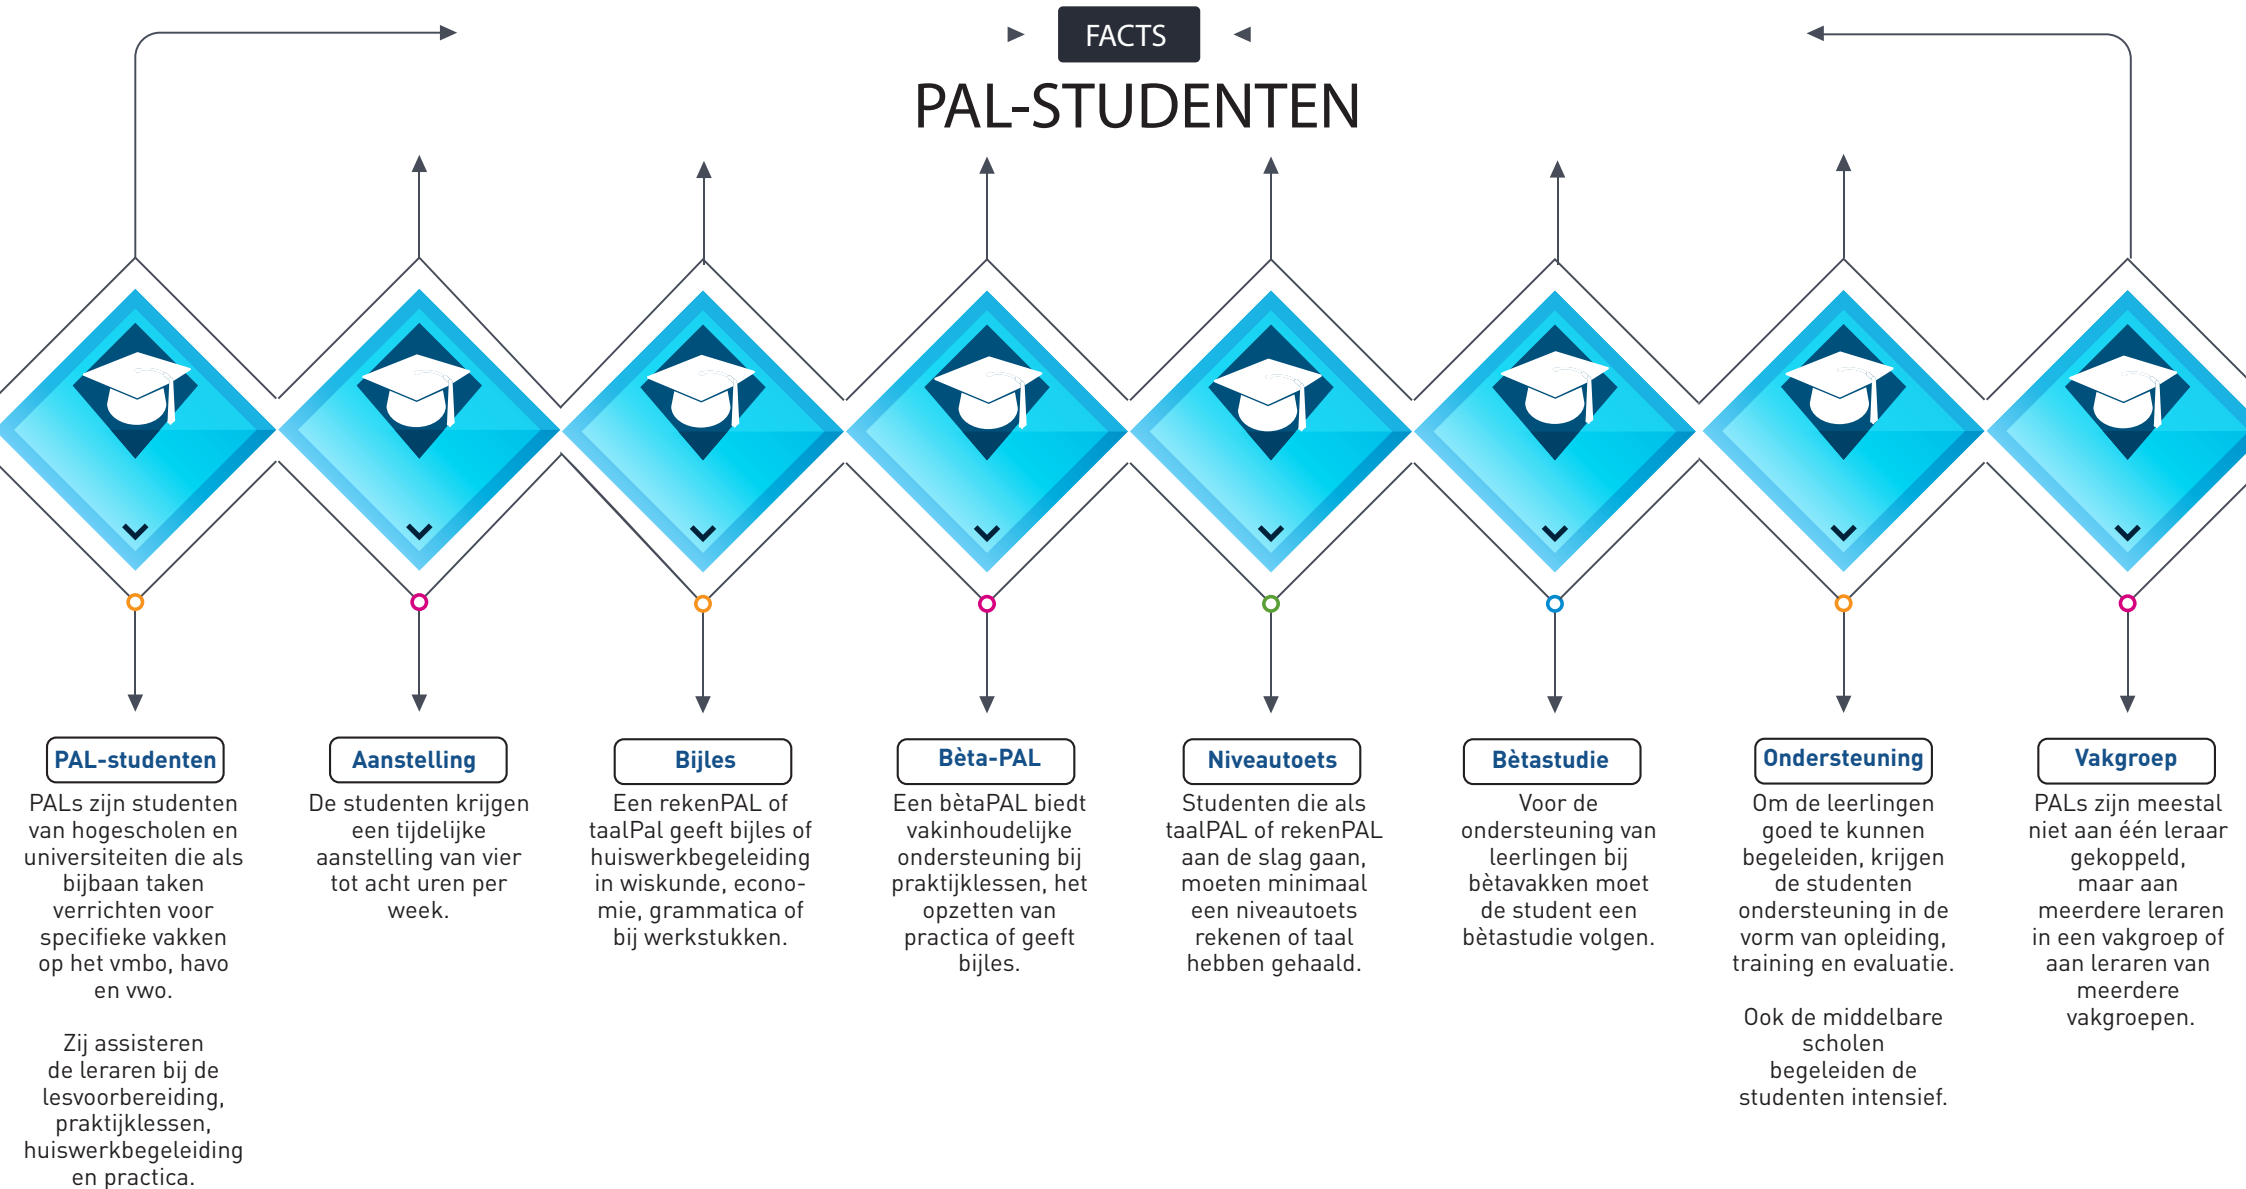 FACTS
PAL-STUDENTEN
PAL-studenten
PALs zijn studenten
van hogescholen en
universiteiten die als
bijbaan taken
verrichten voor
specifieke vakken
op het vmbo, havo
en vwo.
Zij assisteren
de leraren bij de
lesvoorbereiding,
praktijklessen,
huiswerkbegeleiding
en practica.
Aanstelling
De studenten krijgen
een tijdelijke
aanstelling van vier
tot acht uren per
week.
Bijles
Een rekenPAL of
taalPal geeft bijles of
huiswerkbegeleiding
in wiskunde, econo-
mie, grammatica of
bij werkstukken.
Bèta-PAL
Een bètaPAL biedt
vakinhoudelijke
ondersteuning bij
praktijklessen, het
opzetten van
practica of geeft
bijles.
Niveautoets
Studenten die als
taalPAL of rekenPAL
aan de slag gaan,
moeten minimaal
een niveautoets
rekenen of taal
hebben gehaald.
Bètastudie
Voor de
ondersteuning van
leerlingen bij
bètavakken moet
de student een
bètastudie volgen.
Ondersteuning
Om de leerlingen
goed te kunnen
begeleiden, krijgen
de studenten
ondersteuning in de
vorm van opleiding,
training en evaluatie.
Ook de middelbare
scholen
begeleiden de
studenten intensief.
Vakgroep
PALs zijn meestal
niet aan één leraar
gekoppeld,
maar aan
meerdere leraren
in een vakgroep of
aan leraren van
meerdere
vakgroepen.